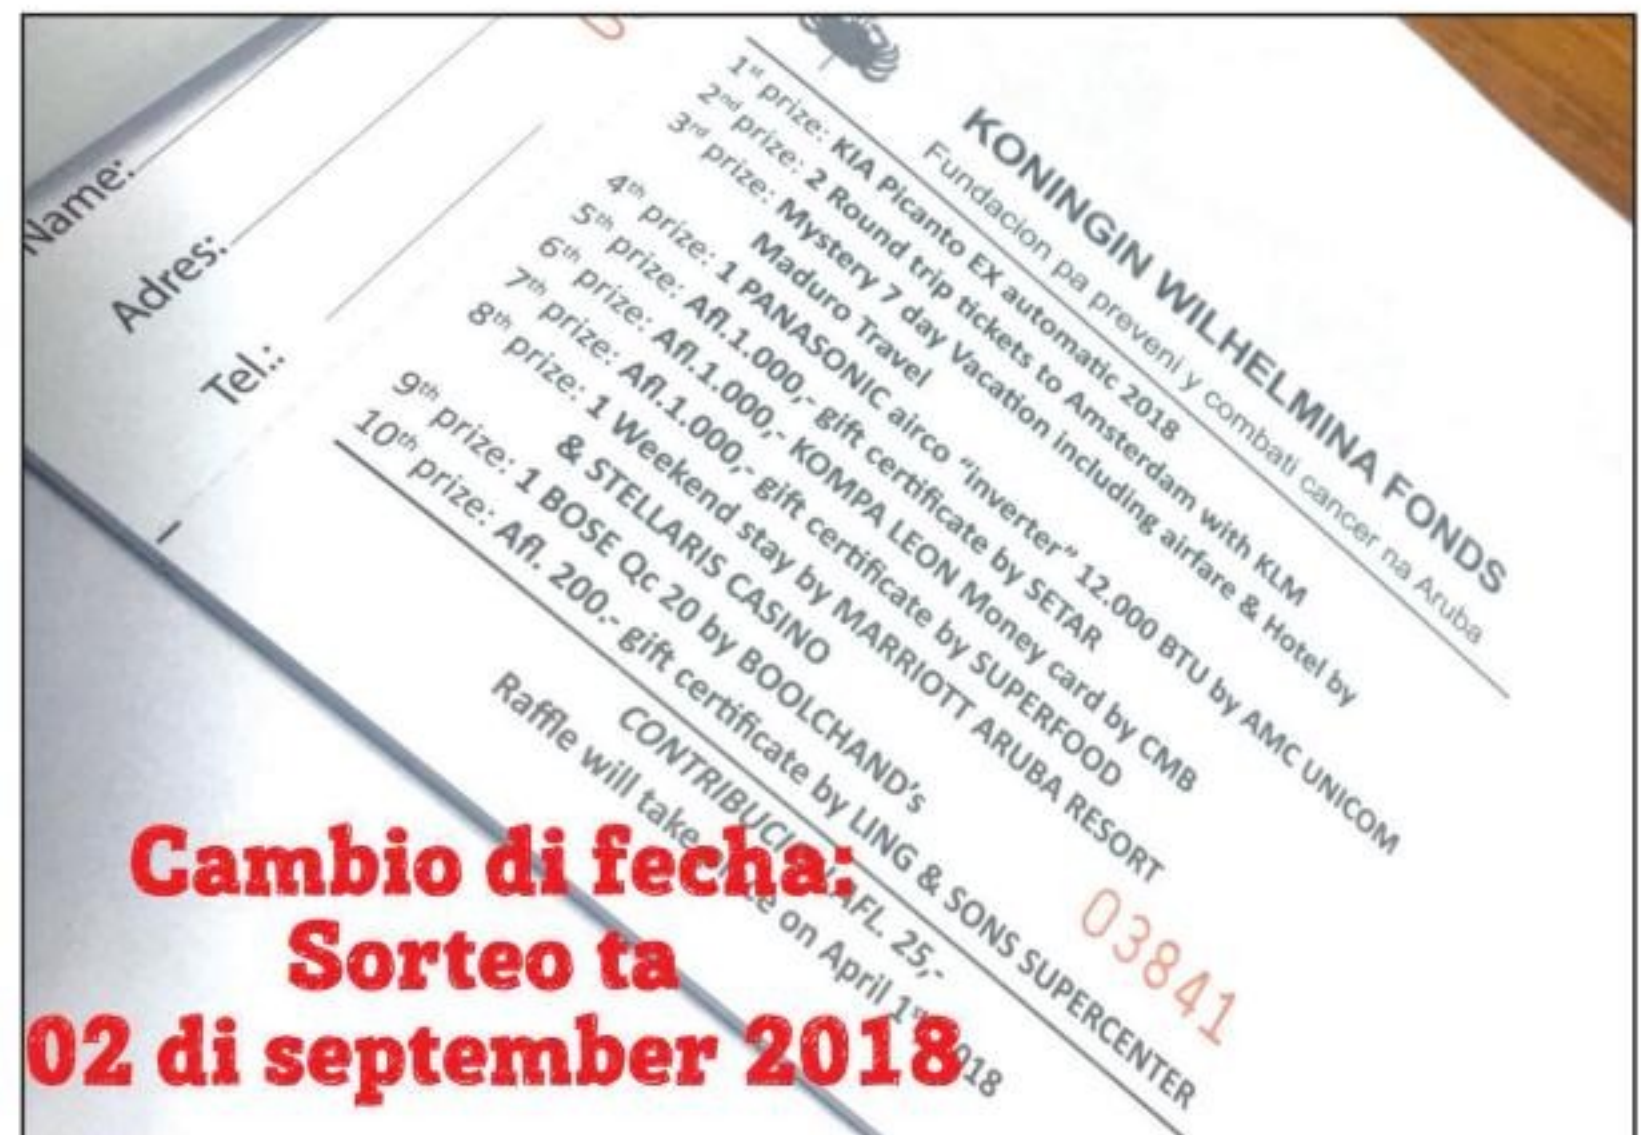 Name:
Adres:
Tel.:
KONINGIN WILHELMINA FONDS
Fundacion pa preveni y combati cancer na Aruba
1st prize: KIA Picanto EX automatic 2018
2nd prize: 2 Round trip tickets to Amsterdam with KLM
3rd prize: Mystery 7 day Vacation including airfare & Hotel by
Maduro Travel
4th prize: 1 PANASONIC airco “inverter” 12.000 BTU by AMC UNICOM
5th prize: Afl.1.000,- gift certificate by SETAR
6th prize: Afl.1.000,- KOMPA LEON Money card by CMB
7th prize: Afl.1.000,- gift certificate by SUPERFOOD
8th prize: 1 Weekend stay by MARRIOTT ARUBA RESORT
& STELLARIS CASINO
9th prize: 1 BOSE Qc 20 by BOOLCHAND's
10th prize: Afl. 200.- gift certificate by LING & SONS SUPERCENTER
AFL. 25,-
Raffle will take on April 1st
03841
Cambio di fecha:
Sorteo ta
02 di september 2018